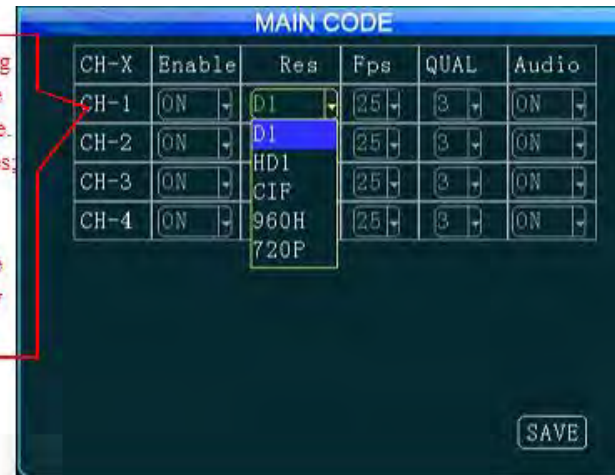 MAIN CODE
CH-X Enable Res Fps QUAL Audio
CH-1 ON D1 25 3 ON
CH-2 ON D1 25 3 ON
CH-3 ON HD1 25 3 ON
CIF
CH-4 ON 960H 25 3 ON
720P
SAVE